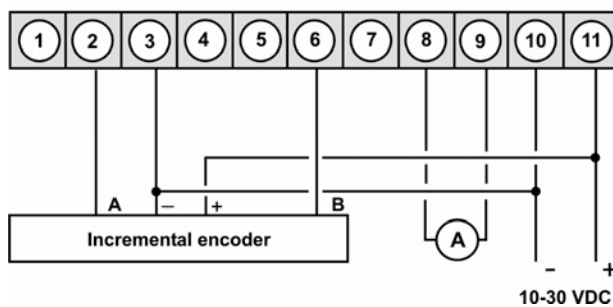 1 2 3 4 5 6 7 8 9 10 11
A − + B
Incremental encoder
A
- +
10-30 VDC